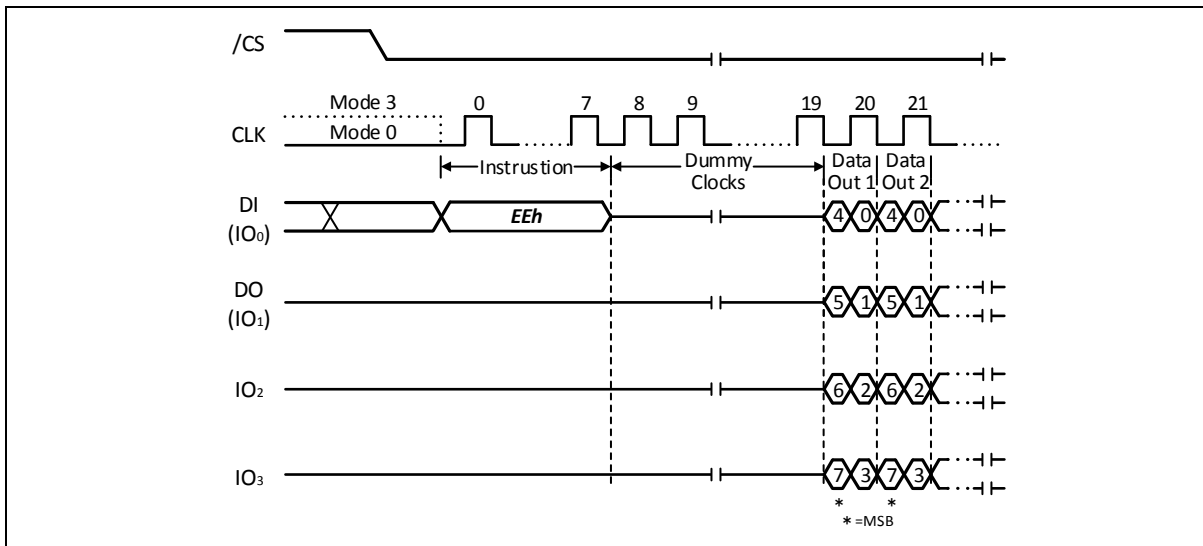 /CS
Mode 3
0 7 8 9 19 20 21
CLK
Mode 0
Instrustion
Dummy
Clocks
Data
Out 1
Data
Out 2
DI
(IO₀)
EEh
4 0 4 0
DO
(IO₁)
5 1 5 1
IO₂
6 2 6 2
IO₃
7 3 7 3
* *
* =MSB